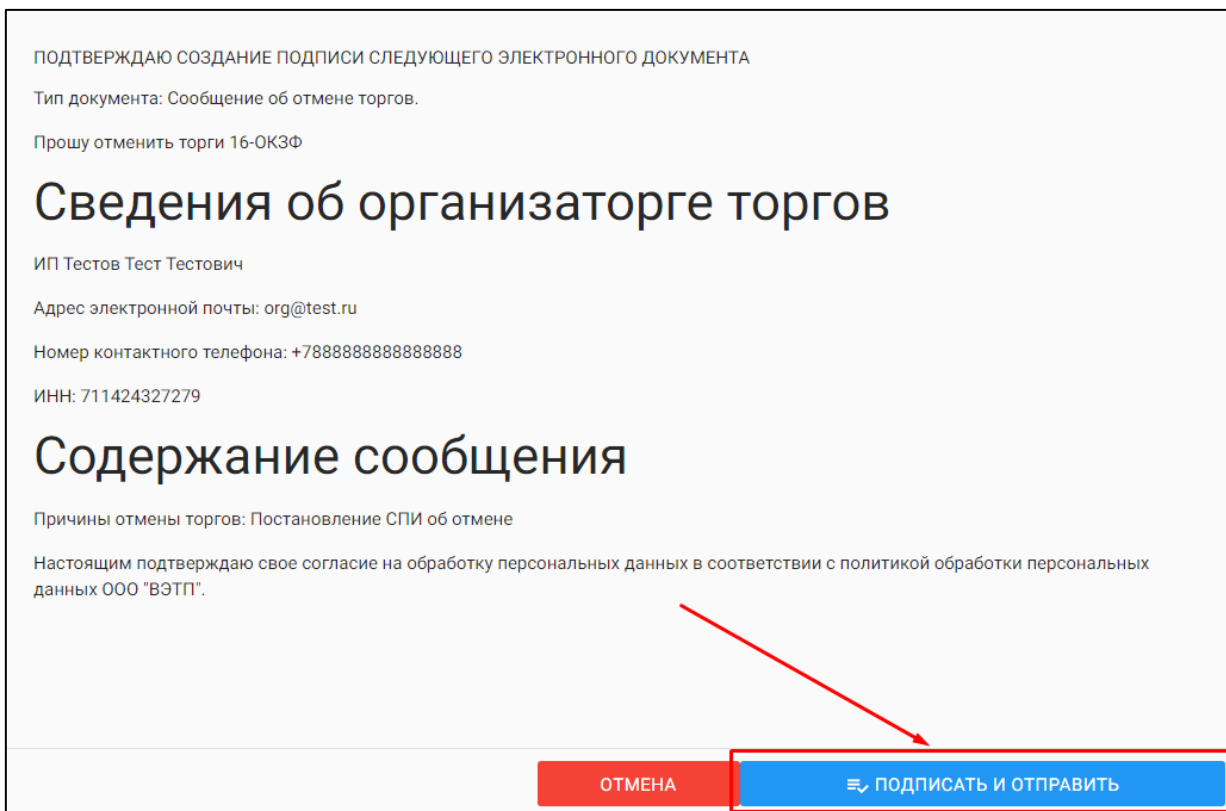 ПОДТВЕРЖДАЮ СОЗДАНИЕ ПОДПИСИ СЛЕДУЮЩЕГО ЭЛЕКТРОННОГО ДОКУМЕНТА
Тип документа: Сообщение об отмене торгов.
Прошу отменить торги 16-ОКЗФ
Сведения об организаторге торгов
ИП Тестов Тест Тестович
Адрес электронной почты: org@test.ru
Номер контактного телефона: +7888888888888888
ИНН: 711424327279
Содержание сообщения
Причины отмены торгов: Постановление СПИ об отмене
Настоящим подтверждаю свое согласие на обработку персональных данных в соответствии с политикой обработки персональных
данных ООО "ВЭТП".
ОТМЕНА
ПОДПИСАТЬ И ОТПРАВИТЬ